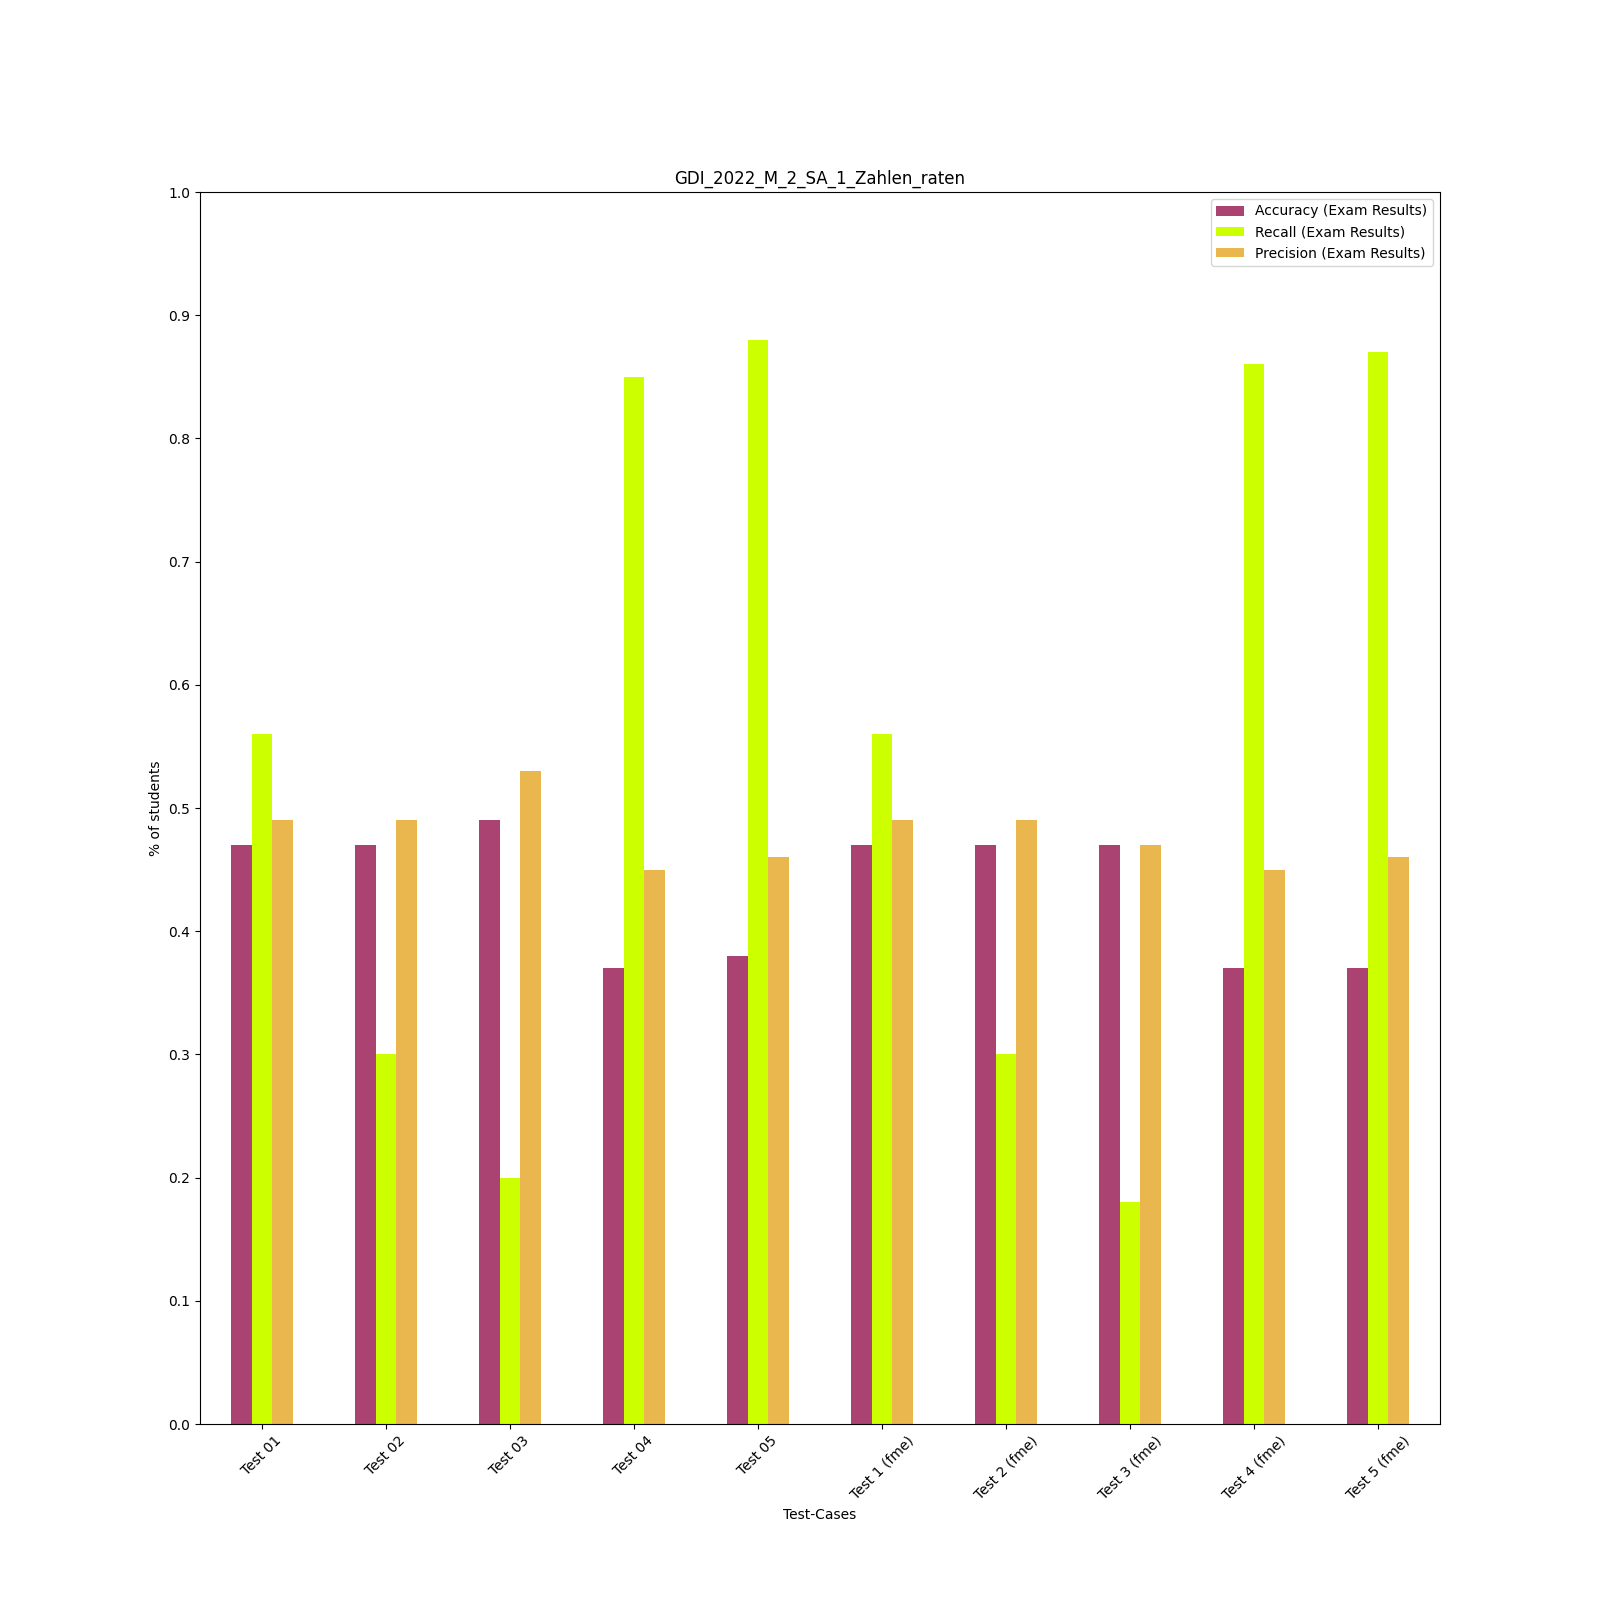 GDI_2022_M_2_SA_1_Zahlen_raten
Accuracy (Exam Results)
Recall (Exam Results)
Precision (Exam Results)
1.0
0.9
0.8
0.7
0.6
0.5
0.4
0.3
0.2
0.1
0.0
% of students
Test 01
Test 02
Test 03
Test 04
Test 05
Test 1 (fme)
Test 2 (fme)
Test 3 (fme)
Test 4 (fme)
Test 5 (fme)
Test-Cases